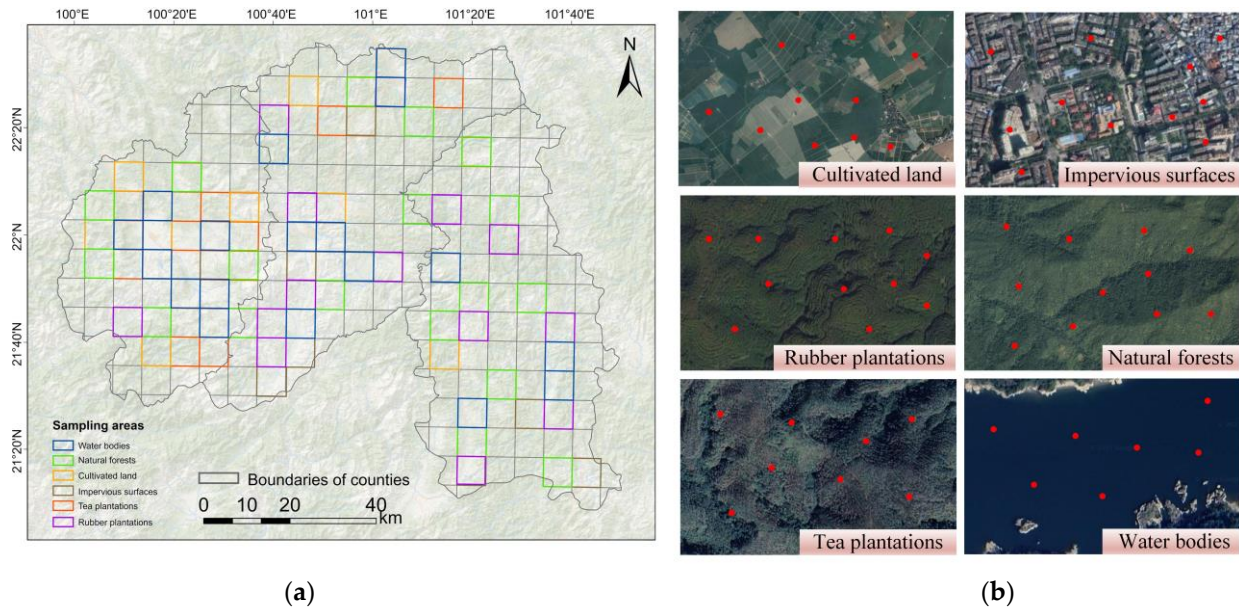 100°E 100°20'E 100°40'E 101°E 101°20'E 101°40'E
N
22°20'N
22°N
21°40'N
21°20'N
Sampling areas
Water bodies
Natural forests
Cultivated land
Impervious surfaces
Tea plantations
Rubber plantations
Boundaries of counties
0 10 20 40
km
Cultivated land
Impervious surfaces
Rubber plantations
Natural forests
Tea plantations
Water bodies
(a)
(b)